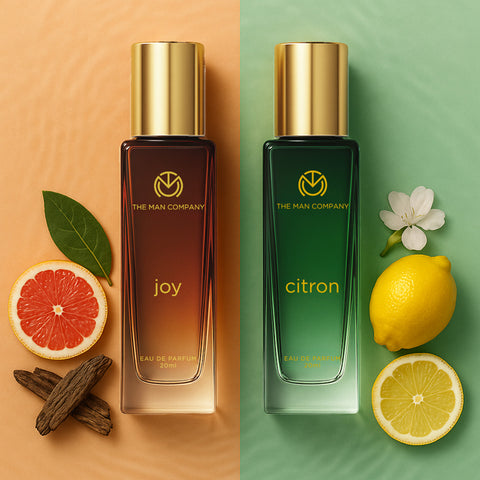 THE MAN COMPANY
joy
EAU DE PARFUM
20ml
THE MAN COMPANY
citron
EAU DE PARFUM